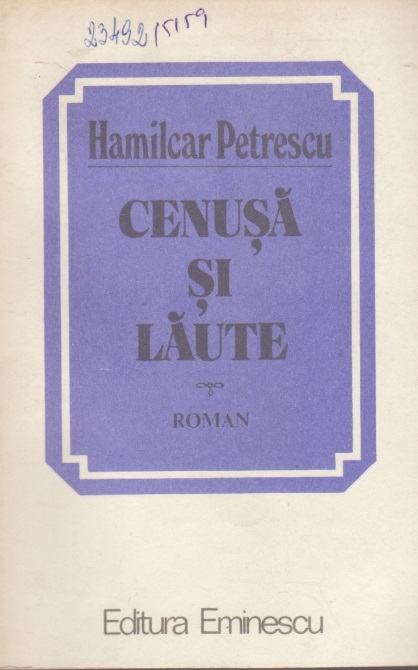 23492/5159
Hamilcar Petrescu
CENUȘĂ
ȘI
LĂUTE
ROMAN
Editura Eminescu